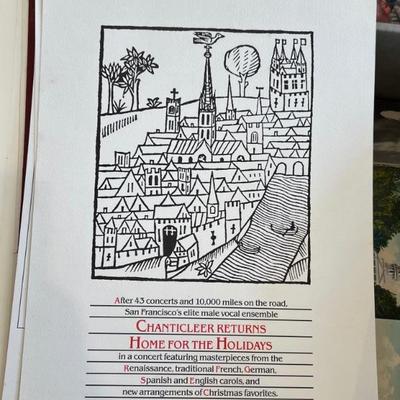 After 43 concerts and 10,000 miles on the road,
San Francisco's elite male vocal ensemble
CHANTICLEER RETURNS
HOME FOR THE HOLIDAYS
in a concert featuring masterpieces from the
Renaissance, traditional French, German,
Spanish and English carols, and
new arrangements of Christmas favorites.